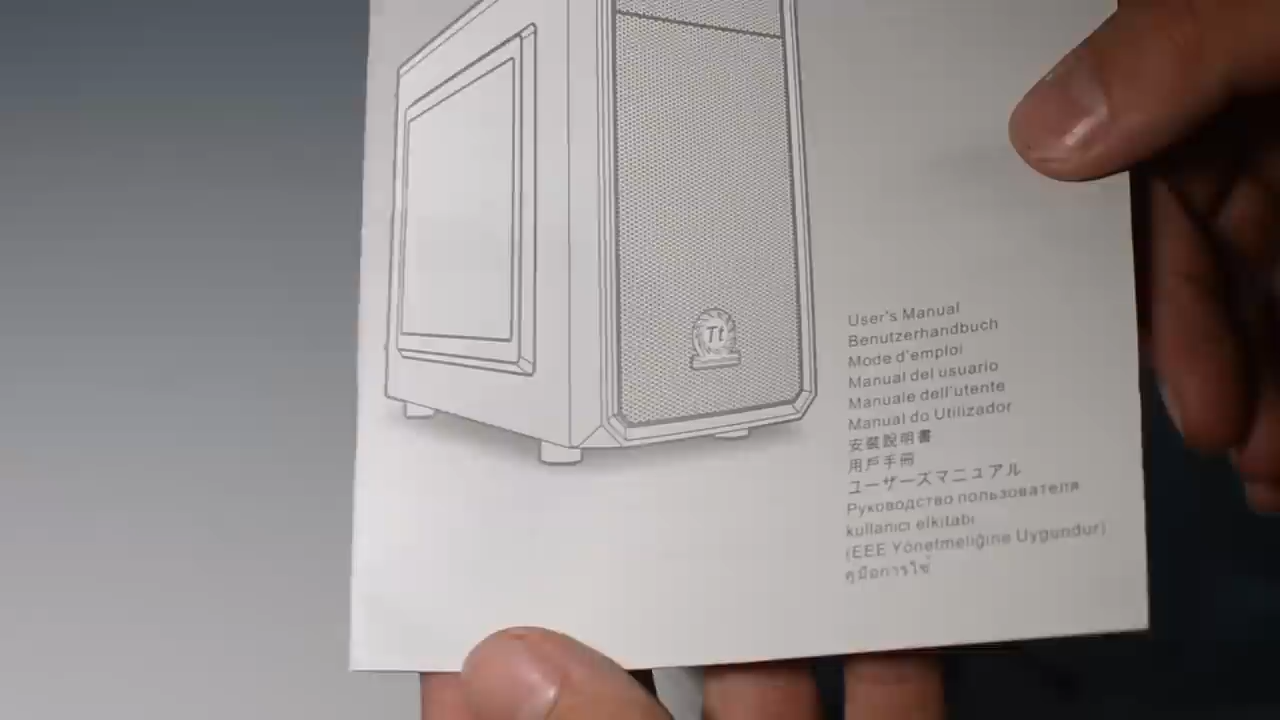 Tt
User's Manual
Benutzerhandbuch
Mode d'emploi
Manual del usuario
Manuale dell'utente
Manual do Utilizador
安裝說明書
用戶手冊
ユーザーズマニュアル
Руководство пользователя
kullanıcı elkitabı
(EEE Yönetmeliğine Uygundur)
คู่มือการใช้